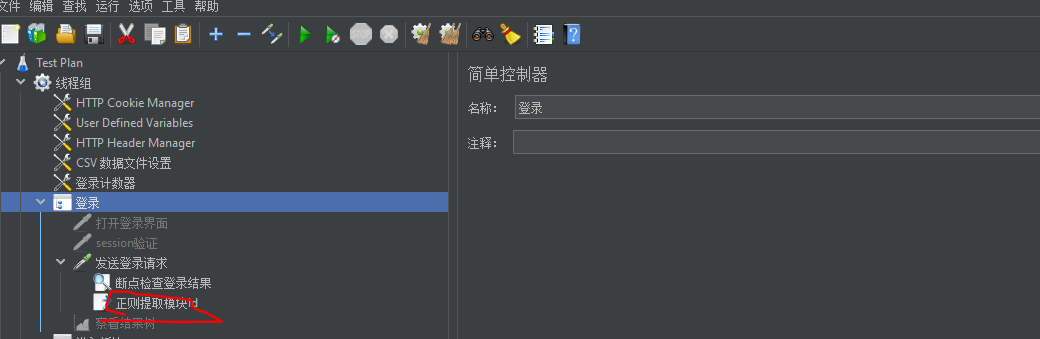 文件 编辑 查找 运行 选项 工具 帮助
STOP
?
Test Plan
线程组
HTTP Cookie Manager
User Defined Variables
HTTP Header Manager
CSV 数据文件设置
登录计数器
登录
打开登录界面
session验证
发送登录请求
断点检查登录结果
正则提取模块id
察看结果树
简单控制器
名称：
登录
注释：